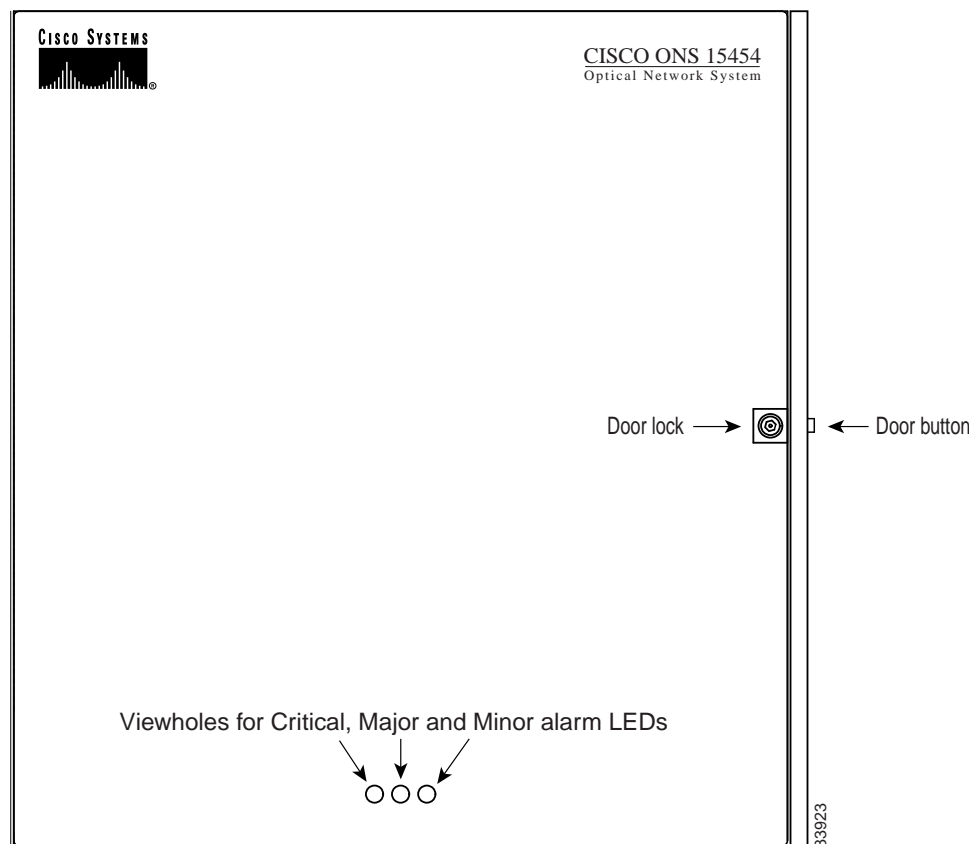 CISCO SYSTEMS
®
CISCO ONS 15454
Optical Network System
Door lock
Door button
Viewholes for Critical, Major and Minor alarm LEDs
33923